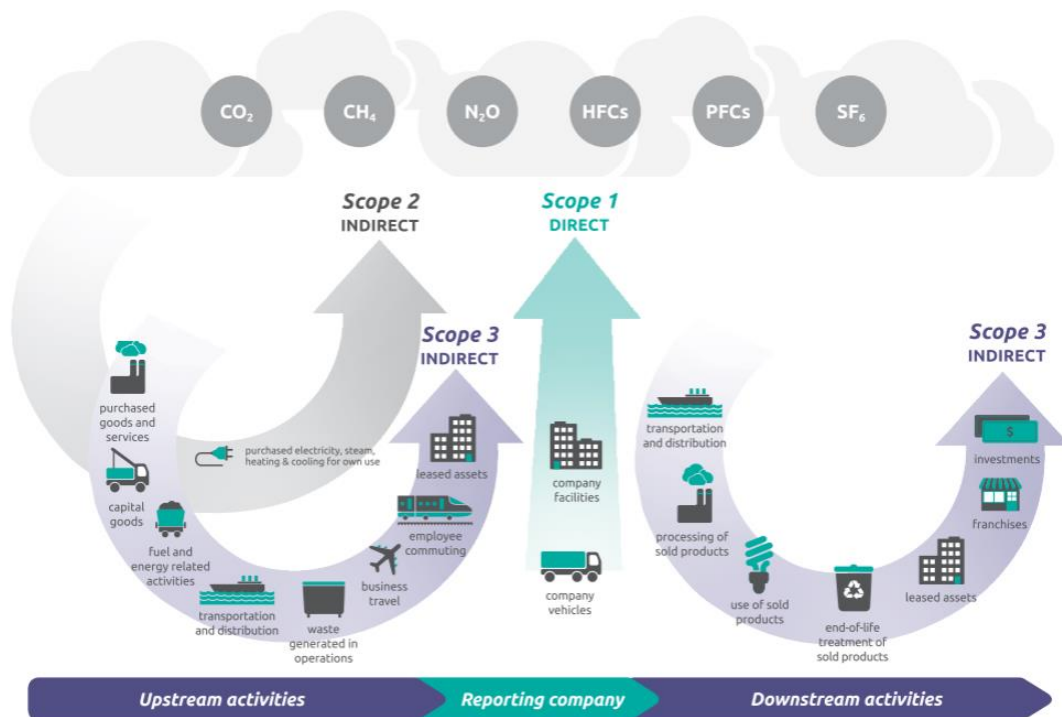 CO₂
CH₄
N₂O
HFCs
PFCs
SF₆
Scope 2
INDIRECT
Scope 1
DIRECT
Scope 3
INDIRECT
Scope 3
INDIRECT
purchased
goods and
services
capital
goods
fuel and
energy related
activities
purchased electricity, steam,
heating & cooling for own use
transportation
and distribution
waste
generated in
operations
business
travel
employee
commuting
leased assets
company
facilities
company
vehicles
transportation
and distribution
processing of
sold products
use of sold
products
end-of-life
treatment of
sold products
leased assets
franchises
$
investments
Upstream activities
Reporting company
Downstream activities